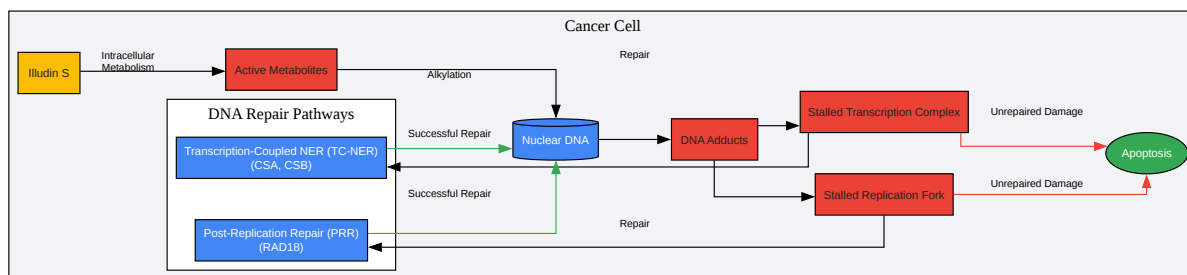 Cancer Cell
Illudin S
Intracellular
Metabolism
Active Metabolites
Alkylation
Repair
DNA Repair Pathways
Transcription-Coupled NER (TC-NER)
(CSA, CSB)
Successful Repair
Nuclear DNA
DNA Adducts
Stalled Transcription Complex
Unrepaired Damage
Apoptosis
Successful Repair
Stalled Replication Fork
Unrepaired Damage
Post-Replication Repair (PRR)
(RAD18)
Repair